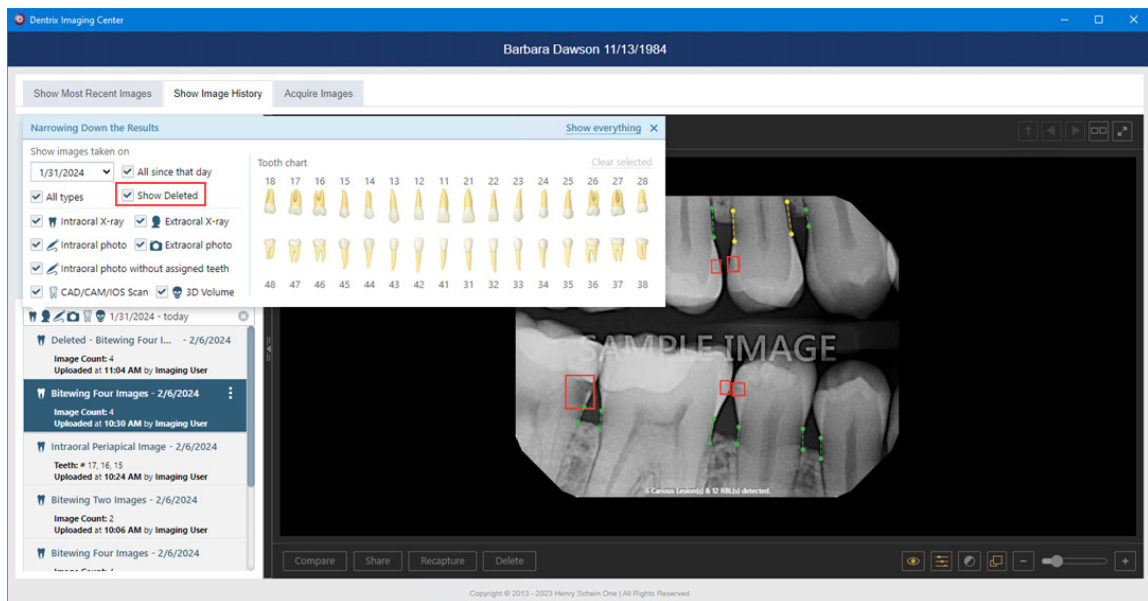 Dentrix Imaging Center
Barbara Dawson 11/13/1984
Show Most Recent Images Show Image History Acquire Images
Narrowing Down the Results Show everything
Show images taken on
1/31/2024 All since that day
All types Show Deleted
Intraoral X-ray Extraoral X-ray
Intraoral photo Extraoral photo
Intraoral photo without assigned teeth
CAD/CAM/IOS Scan 3D Volume
Tooth chart Clear selected
18 17 16 15 14 13 12 11 21 22 23 24 25 26 27 28
48 47 46 45 44 43 42 41 31 32 33 34 35 36 37 38
1/31/2024 - today
Deleted - Bitewing Four I... - 2/6/2024
Image Count: 4
Uploaded at 11:04 AM by Imaging User
Bitewing Four Images - 2/6/2024
Image Count: 4
Uploaded at 10:30 AM by Imaging User
Intraoral Periapical Image - 2/6/2024
Teeth: # 17, 16, 15
Uploaded at 10:24 AM by Imaging User
Bitewing Two Images - 2/6/2024
Image Count: 2
Uploaded at 10:06 AM by Imaging User
Bitewing Four Images - 2/6/2024
SAMPLE IMAGE
6 Carious Lesion(s) & 12 RBL(s) detected.
Compare Share Recapture Delete
Copyright © 2013 - 2023 Henry Schein One | All Rights Reserved